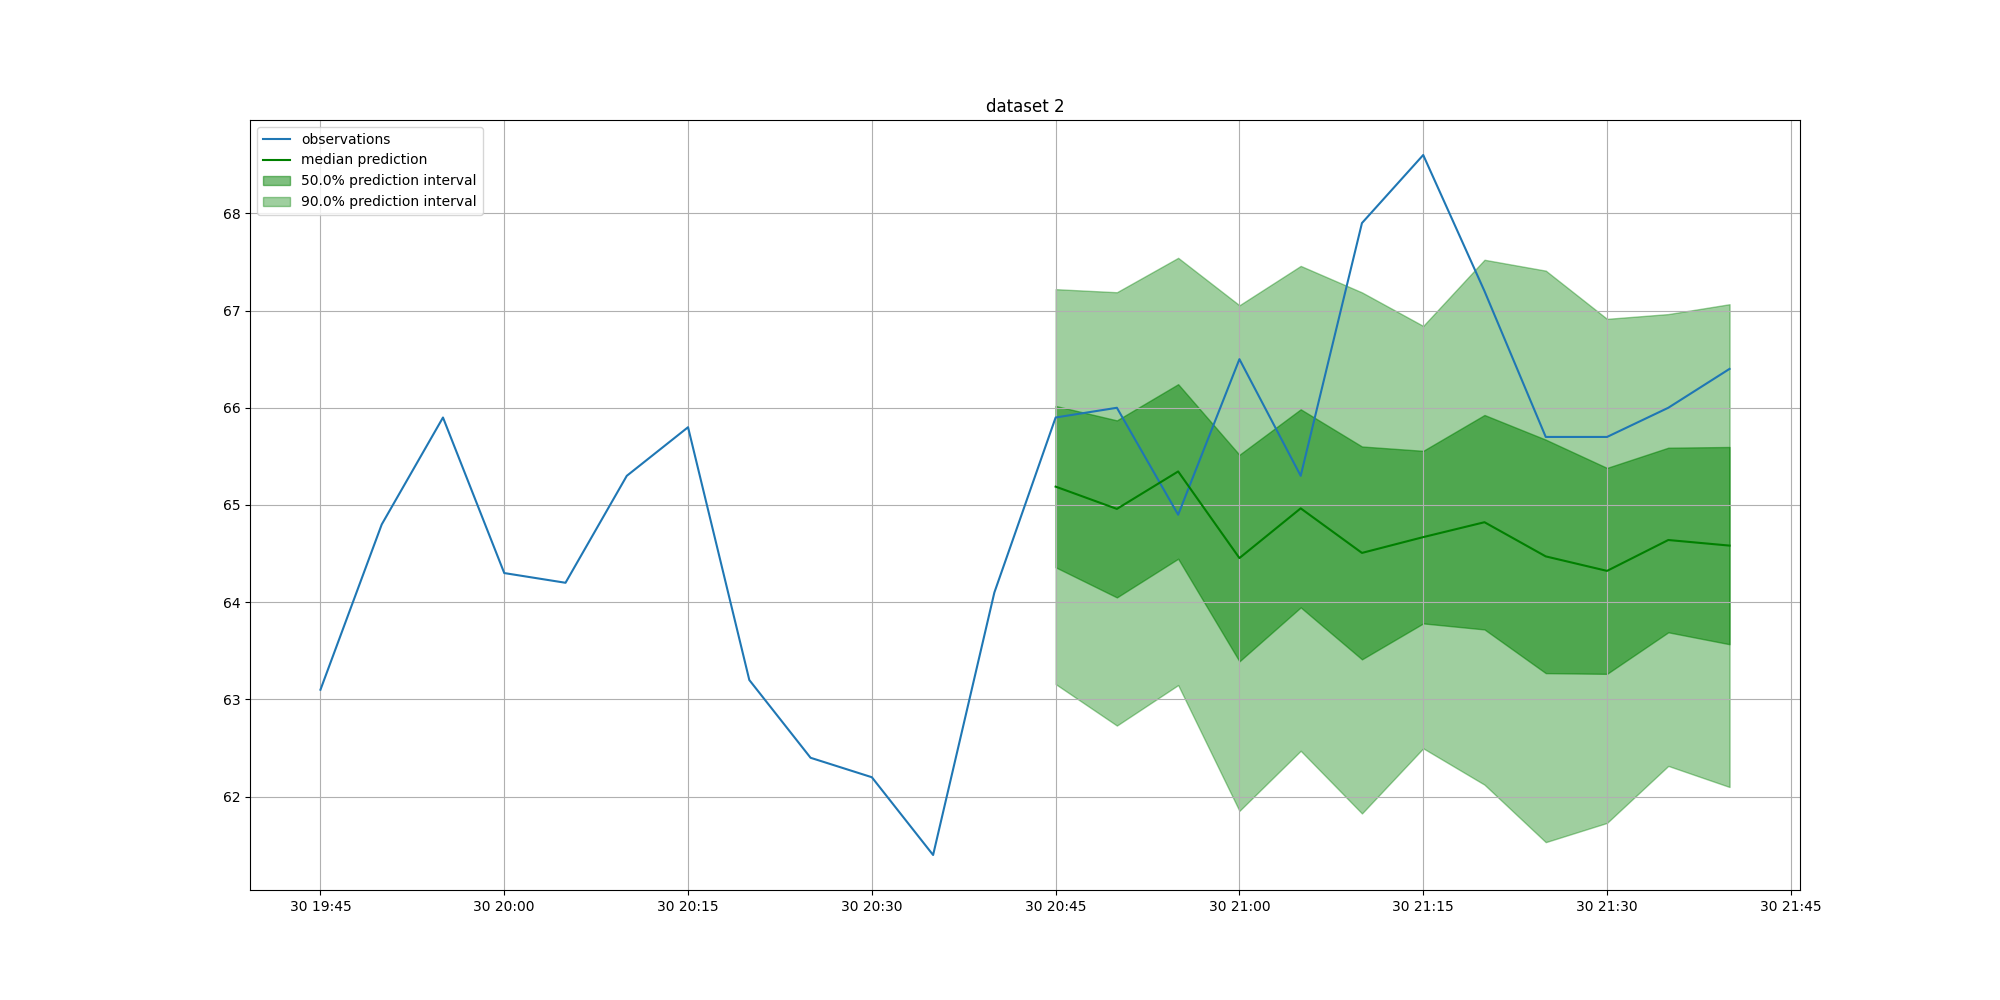 dataset 2
observations
median prediction
50.0% prediction interval
90.0% prediction interval
68
67
66
65
64
63
62
30 19:45 30 20:00 30 20:15 30 20:30 30 20:45 30 21:00 30 21:15 30 21:30 30 21:45